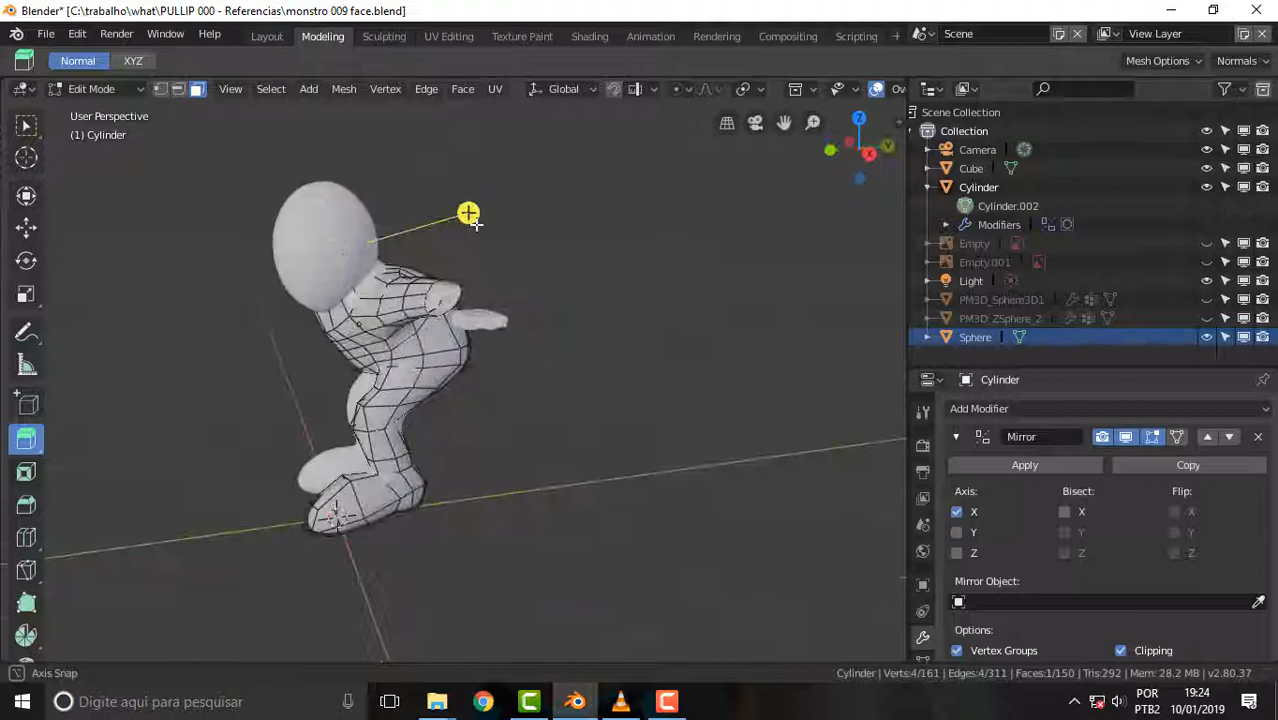 Blender* [C:\trabalho\what\PULLIP 000 - Referencias\monstro 009 face.blend]
File Edit Render Window Help Layout Modeling Sculpting UV Editing Texture Paint Shading Animation Rendering Compositing Scripting Scene View Layer
Normal XYZ Mesh Options Normals
Edit Mode View Select Add Mesh Vertex Edge Face UV Global Ov
User Perspective
(1) Cylinder
Z
Y
X
Scene Collection
Collection
Camera
Cube
Cylinder
Cylinder.002
Modifiers
Empty
Empty.001
Light
PM3D_Sphere3D1
PM3D_ZSphere_2
Sphere
Cylinder
Add Modifier
Mirror
Apply Copy
Axis: Bisect: Flip:
X X X
Y Y Y
Z Z Z
Mirror Object:
Options:
Vertex Groups Clipping
Axis Snap Cylinder | Verts:4/161 | Edges:4/311 | Faces:1/150 | Tris:292 | Mem: 28.2 MB | v2.80.37
Digite aqui para pesquisar
POR 19:24
PTB2 10/01/2019